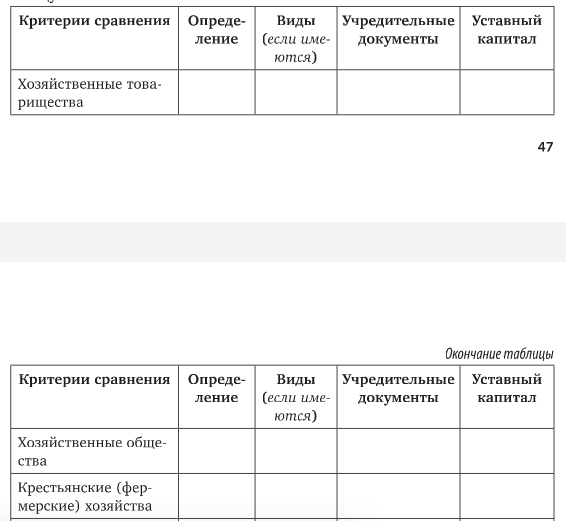 Критерии сравнения Опреде- Виды Учредительные Уставный
ление (если име- документы капитал
ются)
Хозяйственные това-
рищества
47
Окончание таблицы
Критерии сравнения Опреде- Виды Учредительные Уставный
ление (если име- документы капитал
ются)
Хозяйственные обще-
ства
Крестьянские (фер-
мерские) хозяйства